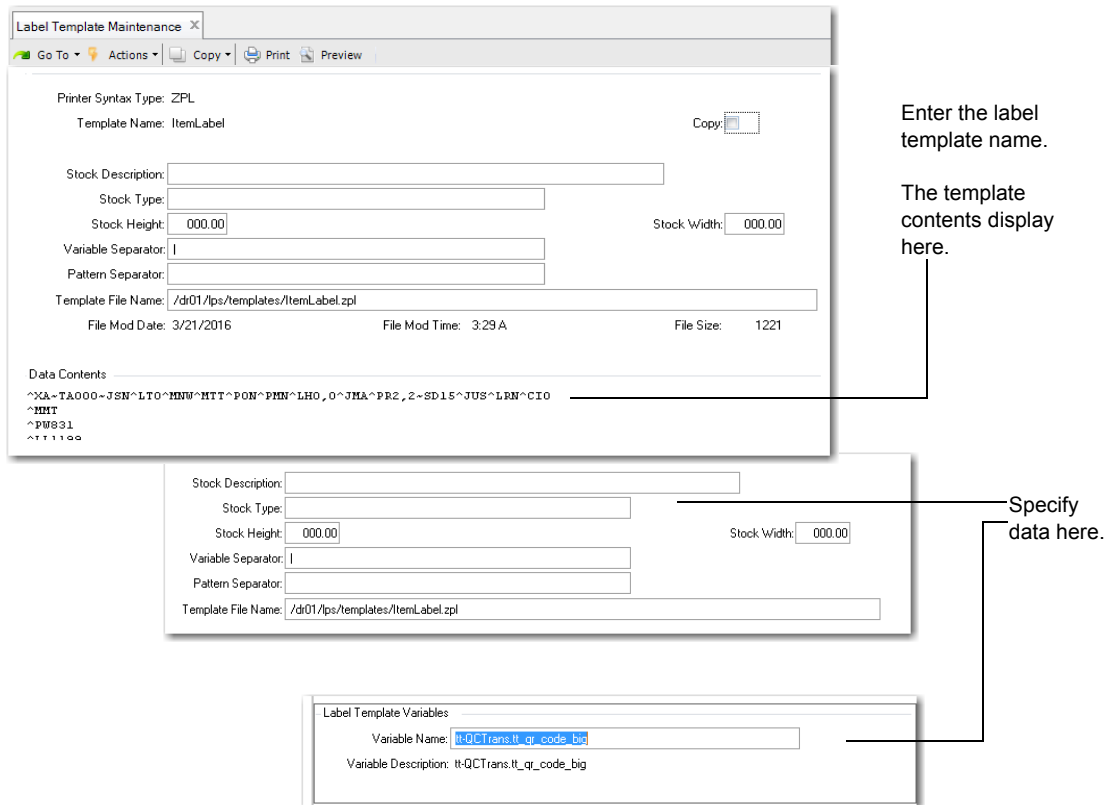 Label Template Maintenance X
Go To Actions Copy Print Preview
Printer Syntax Type: ZPL
Template Name: ItemLabel Copy:
Stock Description:
Stock Type:
Stock Height: 000.00 Stock Width: 000.00
Variable Separator: |
Pattern Separator:
Template File Name: /dr01/lps/templates/ItemLabel.zpl
File Mod Date: 3/21/2016 File Mod Time: 3:29 A File Size: 1221
Data Contents
^XA~TA000~JSN^LT0^MNW^MTT^PON^PMN^LH0,0^JMA^PR2,2~SD15^JUS^LRN^CI0
^MMT
^PW831
^LL1199
Enter the label
template name.
The template
contents display
here.
Stock Description:
Stock Type:
Stock Height: 000.00 Stock Width: 000.00
Variable Separator: |
Pattern Separator:
Template File Name: /dr01/lps/templates/ItemLabel.zpl
Specify
data here.
Label Template Variables
Variable Name: tt-QCTrans.tt_qr_code_big
Variable Description: tt-QCTrans.tt_qr_code_big